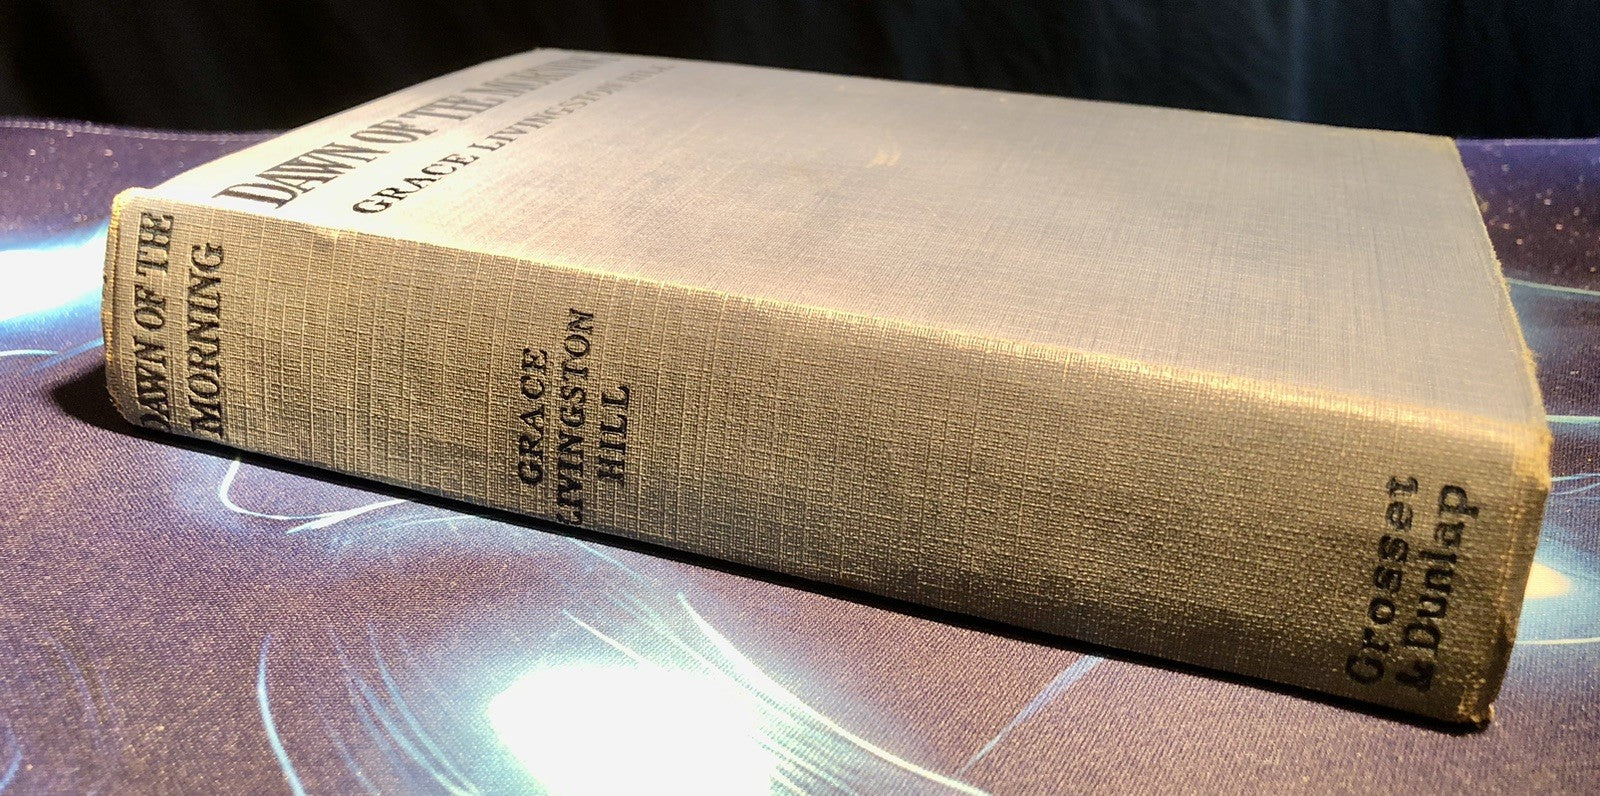 DAWN OF THE MORNING
GRACE LIVINGSTON HILL
DAWN OF THE
MORNING
GRACE
LIVINGSTON
HILL
Grosset
& Dunlap